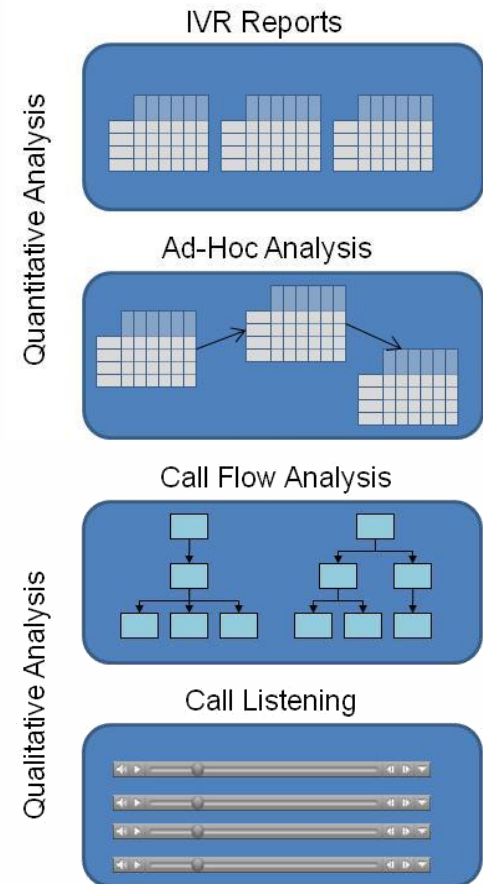 IVR Reports
Quantitative Analysis
Ad-Hoc Analysis
Call Flow Analysis
Qualitative Analysis
Call Listening